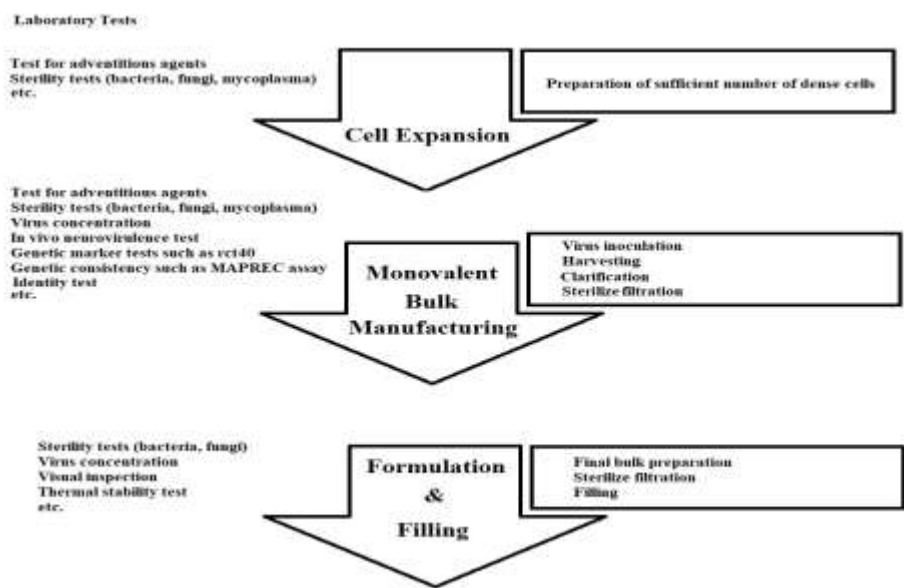 Laboratory Tests
Test for adventitious agents
Sterility tests (bacteria, fungi, mycoplasma)
etc.
Cell Expansion
Preparation of sufficient number of dense cells
Test for adventitious agents
Sterility tests (bacteria, fungi, mycoplasma)
Virus concentration
In vivo neurovirulence test
Genetic marker tests such as rct40
Genetic consistency such as MAPREC assay
Identity test
etc.
Monovalent
Bulk
Manufacturing
Virus inoculation
Harvesting
Clarification
Sterilize filtration
Sterility tests (bacteria, fungi)
Virus concentration
Visual inspection
Thermal stability test
etc.
Formulation
&
Filling
Final bulk preparation
Sterilize filtration
Filling